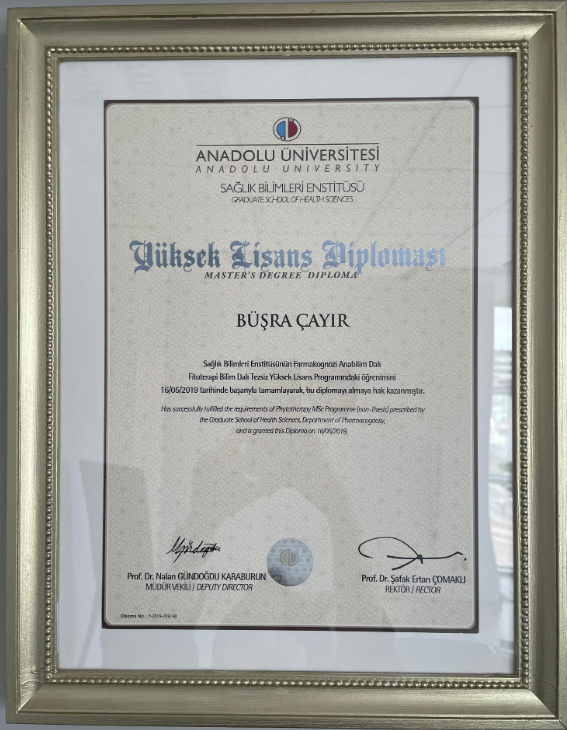 ANADOLU ÜNİVERSİTESİ
ANADOLU UNIVERSITY
SAĞLIK BİLİMLERİ ENSTİTÜSÜ
GRADUATE SCHOOL OF HEALTH SCIENCES
Yüksek Lisans Diploması
MASTER'S DEGREE DIPLOMA
BÜŞRA ÇAYIR
Sağlık Bilimleri Enstitüsünün Farmakognozi Anabilim Dalı
Fitoterapi Bilim Dalı Tezsiz Yüksek Lisans Programındaki öğrenimini
16/05/2019 tarihinde başarıyla tamamlayarak, bu diplomayı almaya hak kazanmıştır.
Has successfully fulfilled the requirements of Phytotherapy MSc Programme (non-Thesis) prescribed by
the Graduate School of Health Sciences, Department of Pharmacognosy,
and is granted this Diploma on 16/05/2019.
Prof. Dr. Nalan GÜNDOĞDU KARABURUN
MÜDÜR VEKİLİ / DEPUTY DIRECTOR
Prof. Dr. Şafak Ertan ÇOMAKLI
REKTÖR / RECTOR
Diploma No :